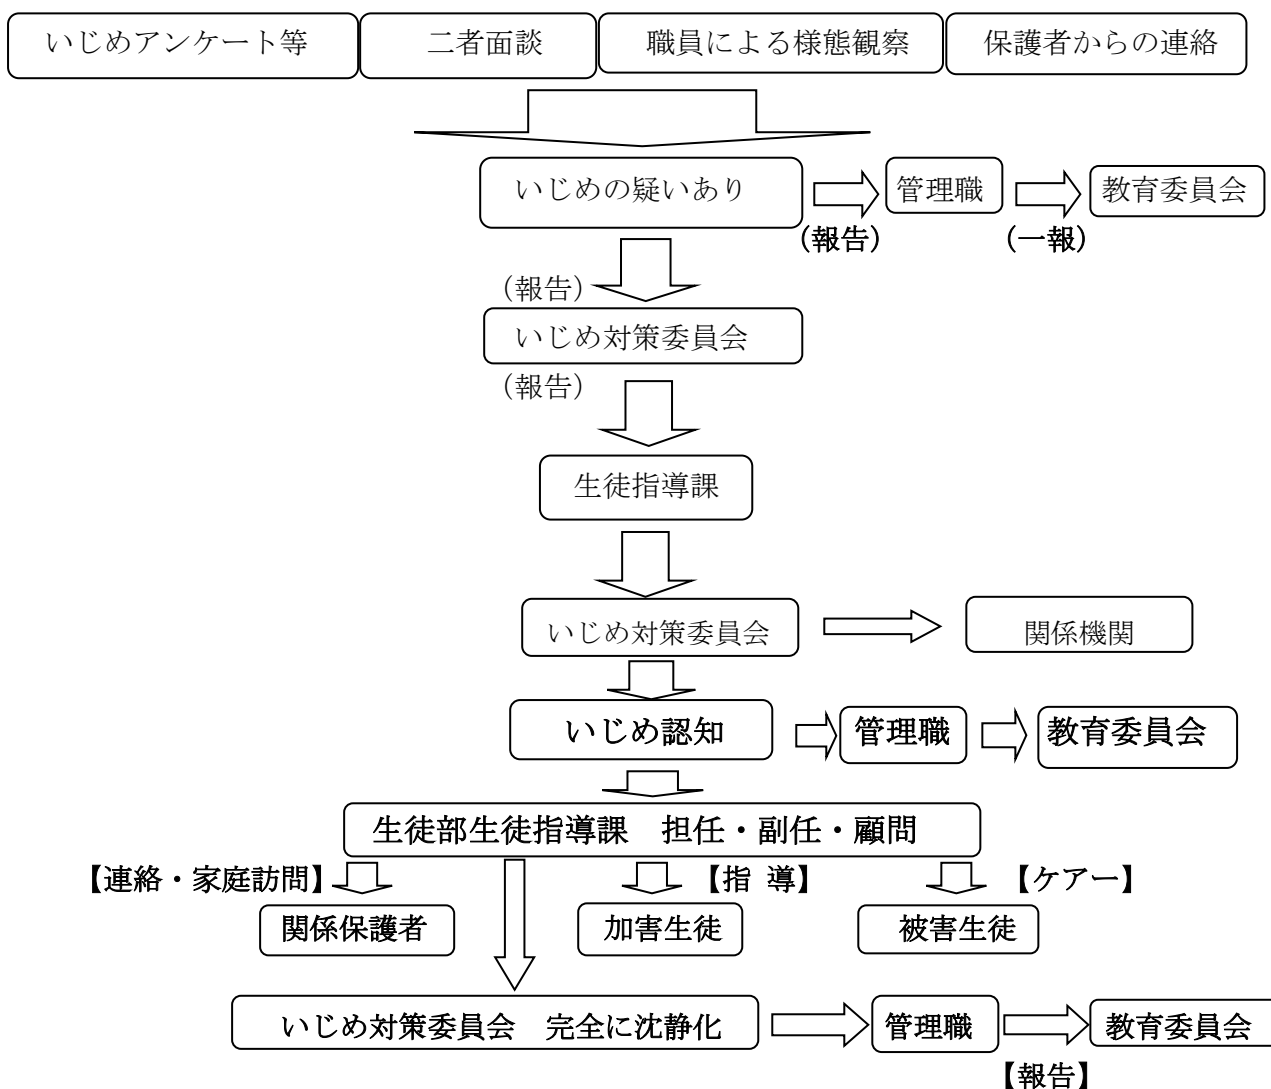 いじめアンケート等
二者面談
職員による様態観察
保護者からの連絡
いじめの疑いあり
管理職
教育委員会
(報告)
(一報)
(報告)
いじめ対策委員会
(報告)
生徒指導課
いじめ対策委員会
関係機関
いじめ認知
管理職
教育委員会
生徒部生徒指導課　担任・副任・顧問
【連絡・家庭訪問】
【指 導】
【ケアー】
関係保護者
加害生徒
被害生徒
いじめ対策委員会　完全に沈静化
管理職
教育委員会
【報告】